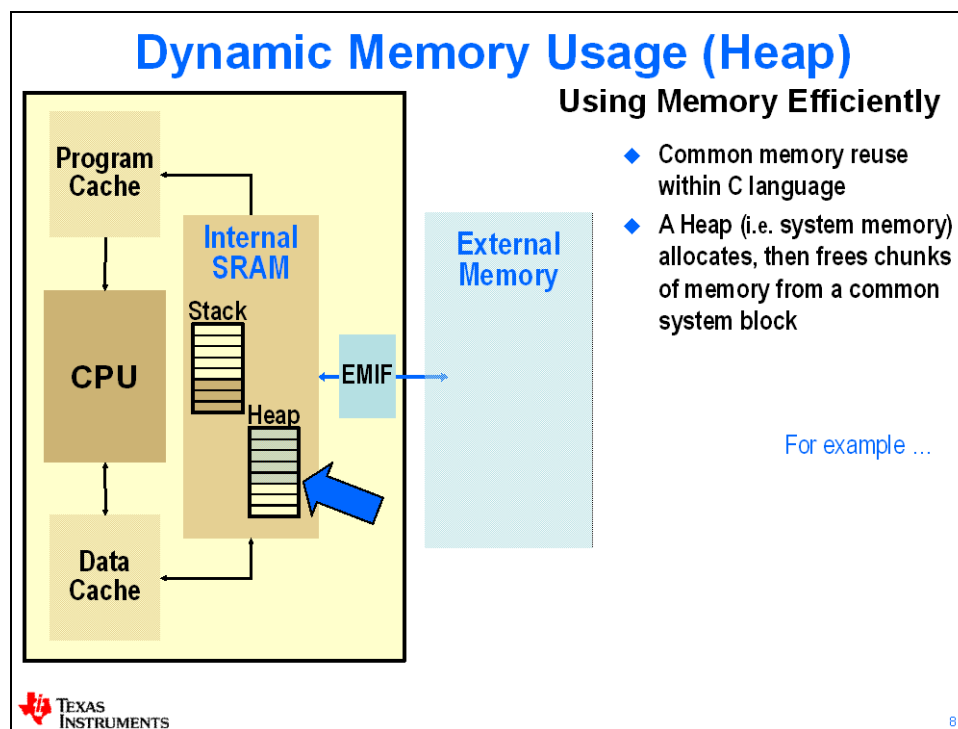 Dynamic Memory Usage (Heap)
Using Memory Efficiently
Program
Cache
Internal
SRAM
Stack
CPU
Heap
Data
Cache
EMIF
External
Memory
◆ Common memory reuse
within C language
◆ A Heap (i.e. system memory)
allocates, then frees chunks
of memory from a common
system block
For example ...
TEXAS
INSTRUMENTS
8